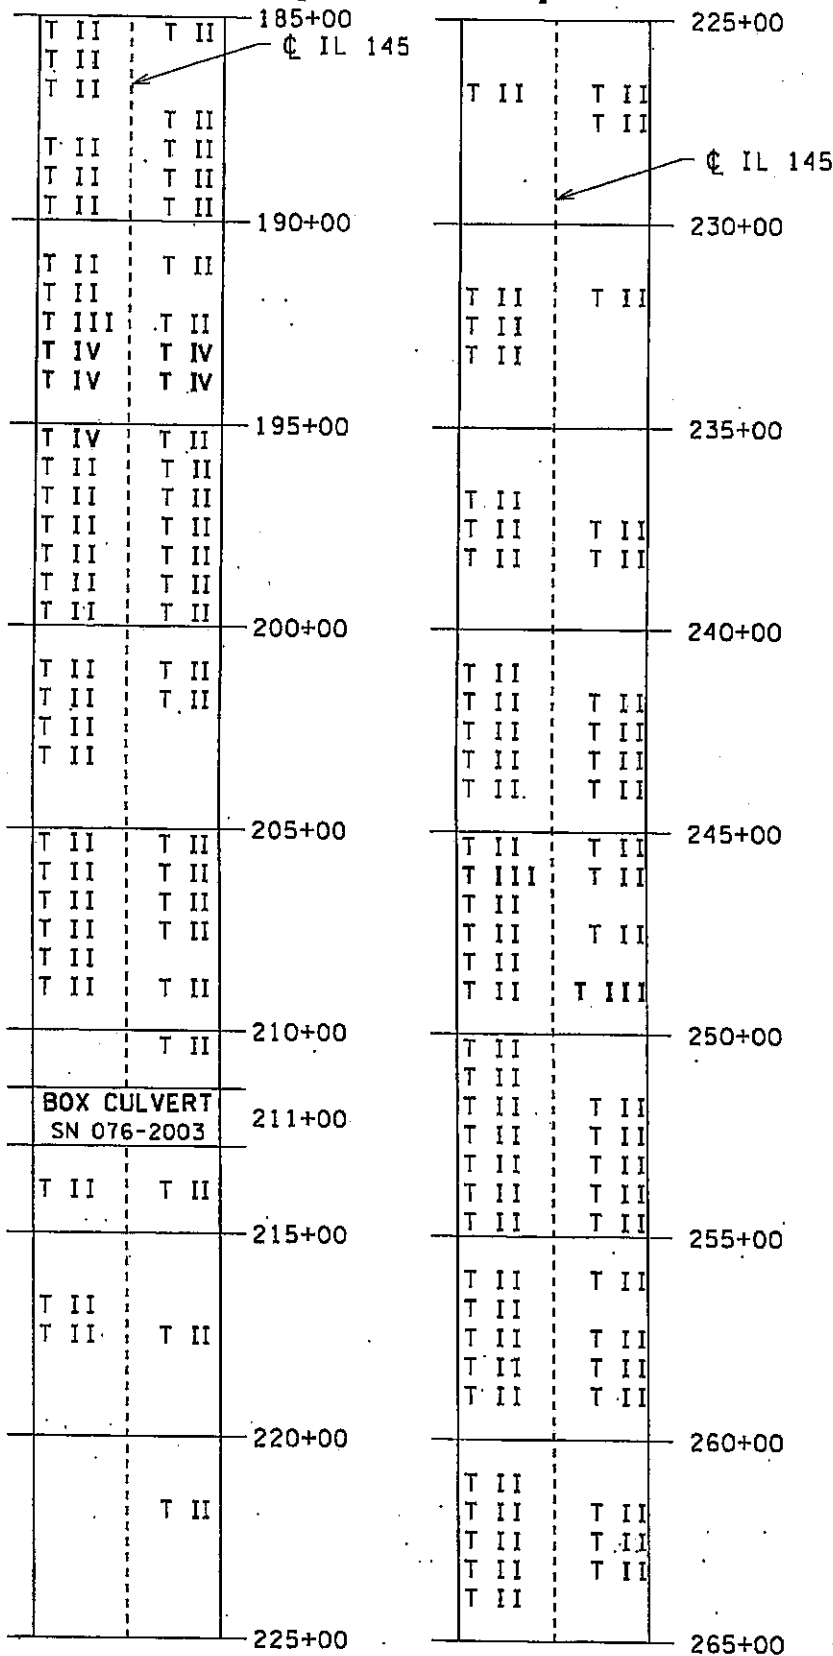 185+00
T II T II
℄ IL 145
T II
T II
T II
T II T II
T II T II
T II T II
190+00
T II T II
T II
T III T II
T IV T IV
T IV T IV
195+00
T IV T II
T II T II
T II T II
T II T II
T II T II
T II T II
T II T II
200+00
T II T II
T II T II
T II
T II
205+00
T II T II
T II T II
T II T II
T II T II
T II
T II T II
210+00
T II
BOX CULVERT
SN 076-2003
211+00
T II T II
215+00
T II
T II T II
220+00
T II
225+00
225+00
T II T II
T II
℄ IL 145
230+00
T II T II
T II
T II
235+00
T II
T II T II
T II T II
240+00
T II
T II T II
T II T II
T II T II
T II T II
245+00
T II T II
T III T II
T II
T II T II
T II
T II T III
250+00
T II
T II
T II T II
T II T II
T II T II
T II T II
T II T II
255+00
T II T II
T II
T II T II
T II T II
T II T II
260+00
T II
T II T II
T II T II
T II T II
T II
265+00